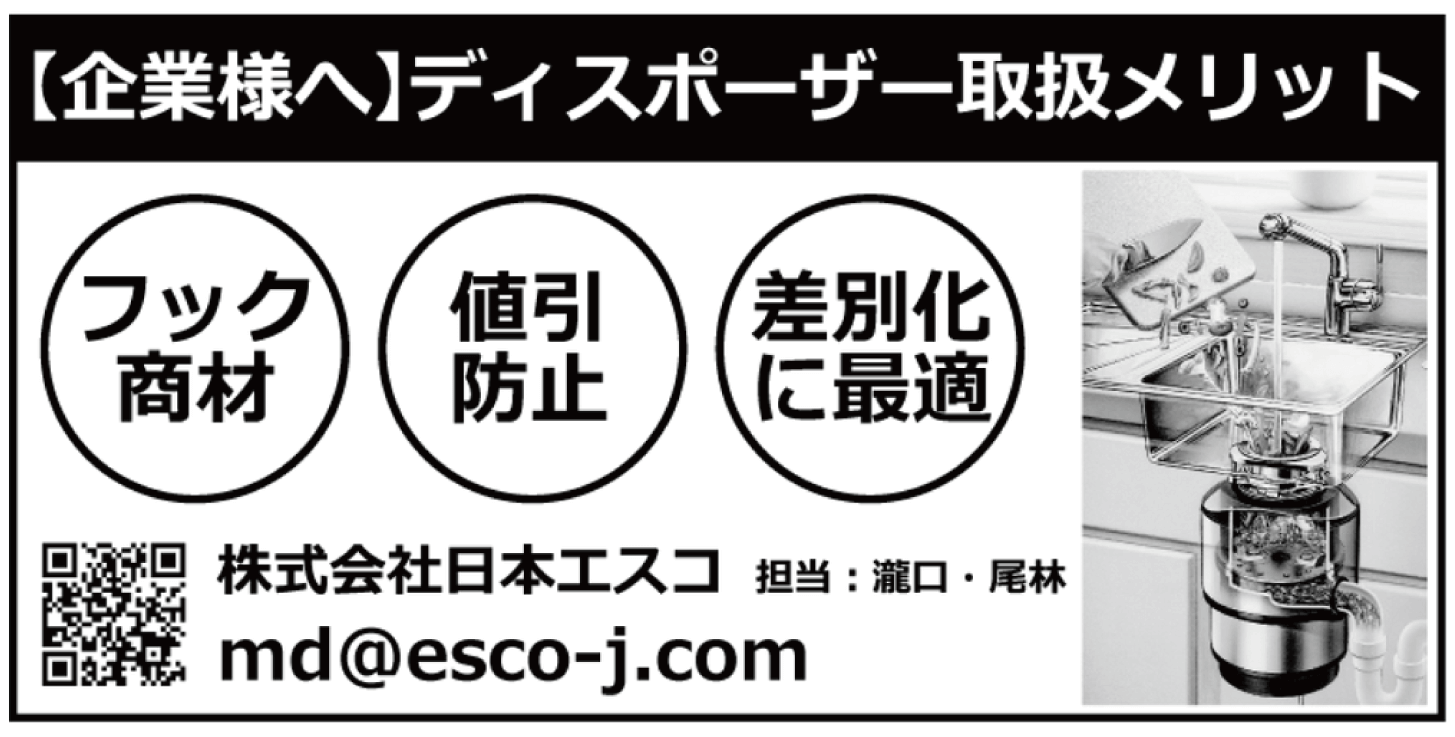 【企業様へ】ディスポーザー取扱メリット
フック
商材
値引
防止
差別化
に最適
株式会社日本エスコ 担当：瀧口・尾林
md@esco-j.com